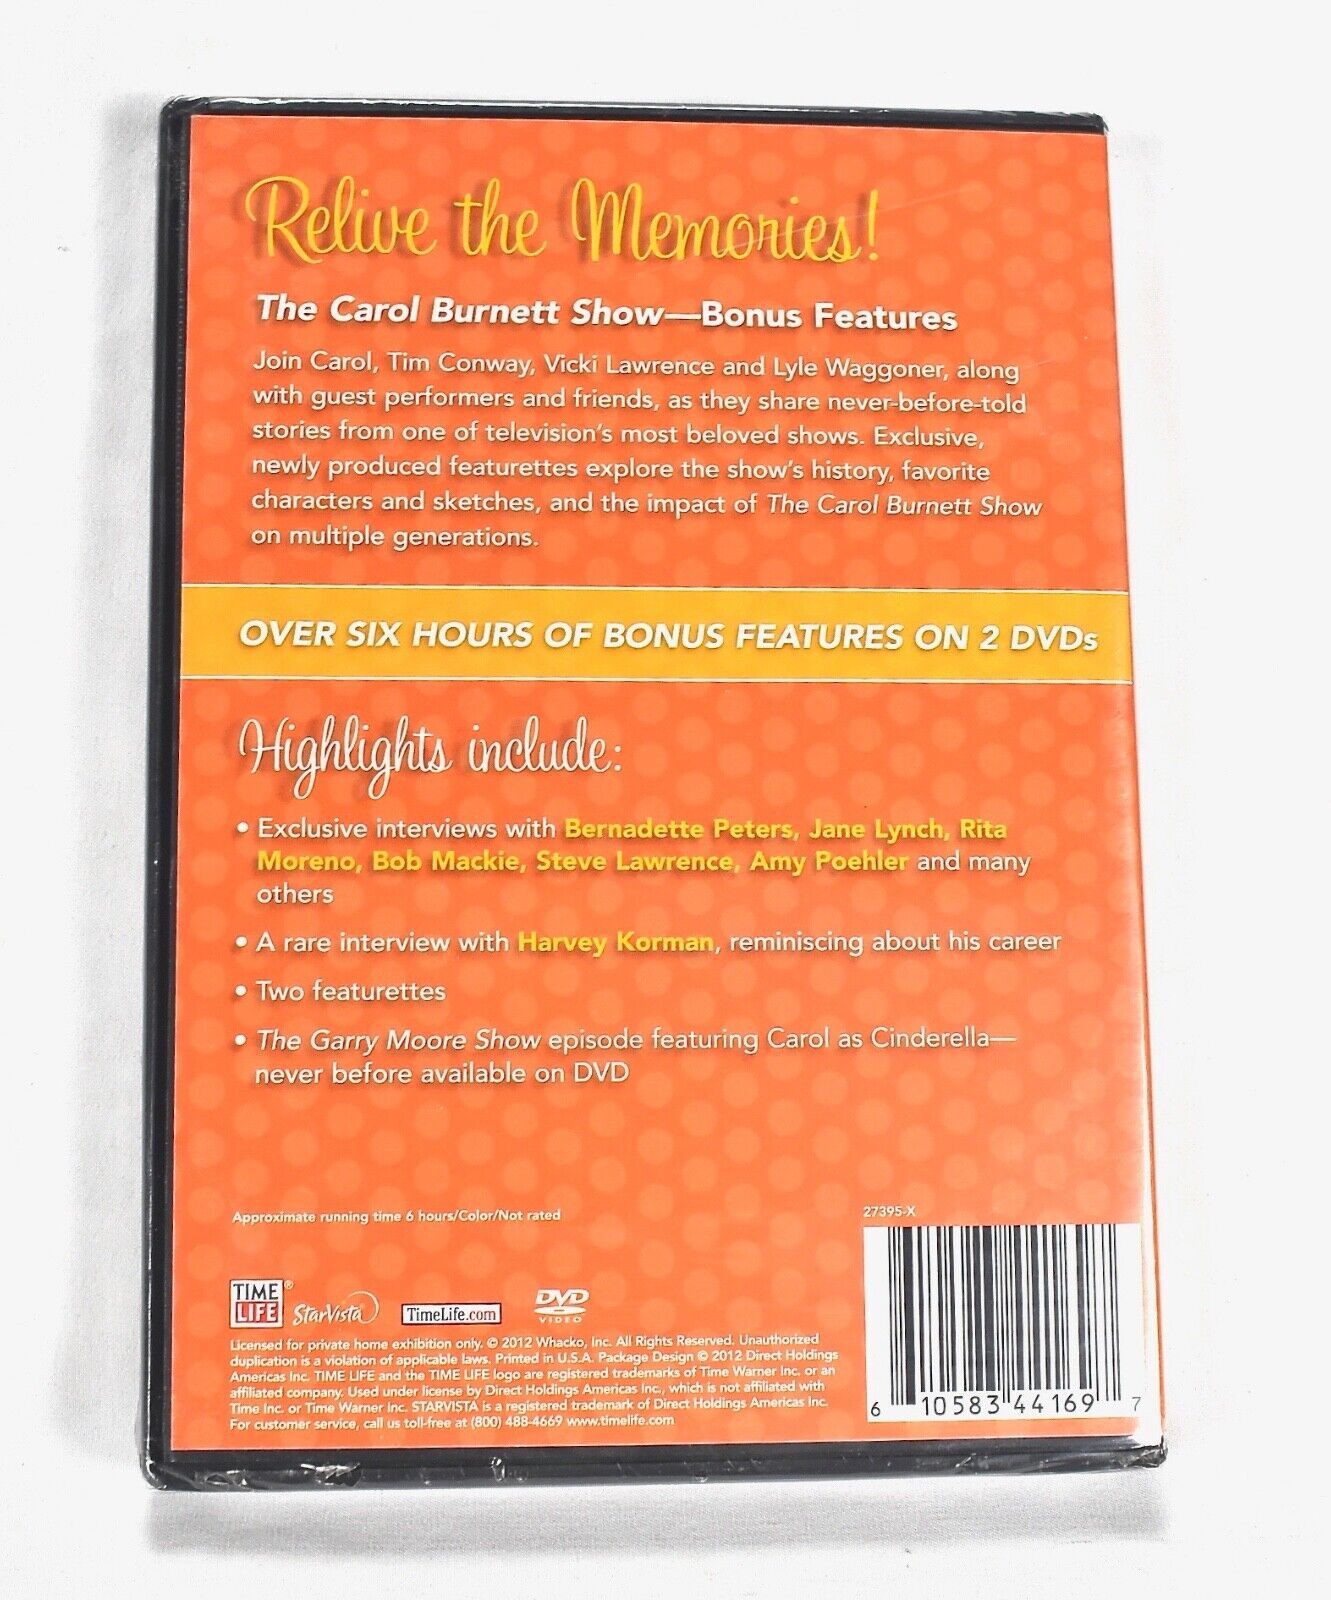 Relive the Memories!
The Carol Burnett Show—Bonus Features
Join Carol, Tim Conway, Vicki Lawrence and Lyle Waggoner, along
with guest performers and friends, as they share never-before-told
stories from one of television's most beloved shows. Exclusive,
newly produced featurettes explore the show's history, favorite
characters and sketches, and the impact of The Carol Burnett Show
on multiple generations.
OVER SIX HOURS OF BONUS FEATURES ON 2 DVDs
Highlights include:
• Exclusive interviews with Bernadette Peters, Jane Lynch, Rita
Moreno, Bob Mackie, Steve Lawrence, Amy Poehler and many
others
• A rare interview with Harvey Korman, reminiscing about his career
• Two featurettes
• The Garry Moore Show episode featuring Carol as Cinderella—
never before available on DVD
Approximate running time 6 hours/Color/Not rated
27395-X
TIME
LIFE®
StarVista
TimeLife.com
DVD
VIDEO
Licensed for private home exhibition only. © 2012 Whacko, Inc. All Rights Reserved. Unauthorized
duplication is a violation of applicable laws. Printed in U.S.A. Package Design © 2012 Direct Holdings
Americas Inc. TIME LIFE and the TIME LIFE logo are registered trademarks of Time Warner Inc. or an
affiliated company. Used under license by Direct Holdings Americas Inc., which is not affiliated with
Time Inc. or Time Warner Inc. STARVISTA is a registered trademark of Direct Holdings Americas Inc.
For customer service, call us toll-free at (800) 488-4669 www.timelife.com
6 10583 44169 7